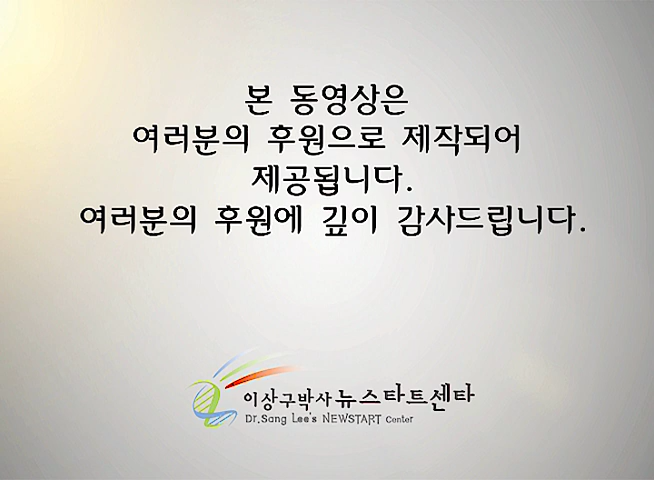 본 동영상은
여러분의 후원으로 제작되어
제공됩니다.
여러분의 후원에 깊이 감사드립니다.
이상구박사 뉴스타트센타
Dr.Sang Lee's NEWSTART Center